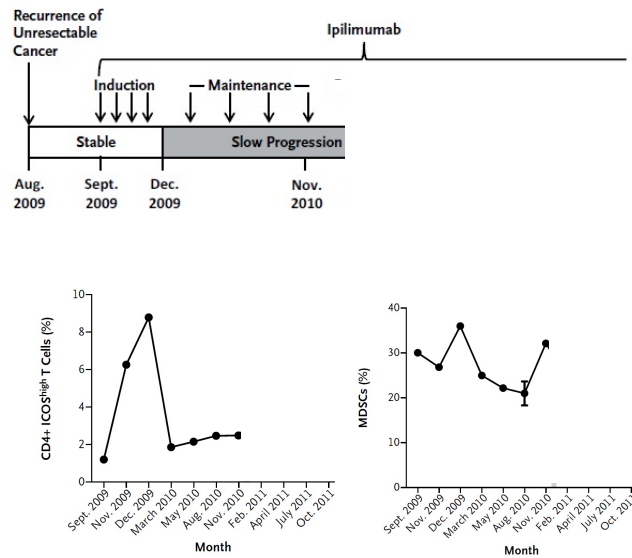 Recurrence of
Unresectable
Cancer
Ipilimumab
Induction
Maintenance
Stable
Slow Progression
Aug.
2009
Sept.
2009
Dec.
2009
Nov.
2010
CD4+ ICOShigh T Cells (%)
10
8
6
4
2
0
Sept. 2009
Nov. 2009
Dec. 2009
March 2010
May 2010
Aug. 2010
Nov. 2010
Feb. 2011
April 2011
July 2011
Oct. 2011
Month
MDSCs (%)
40
30
20
10
0
Sept. 2009
Nov. 2009
Dec. 2009
March 2010
May 2010
Aug. 2010
Nov. 2010
Feb. 2011
April 2011
July 2011
Oct. 2011
Month